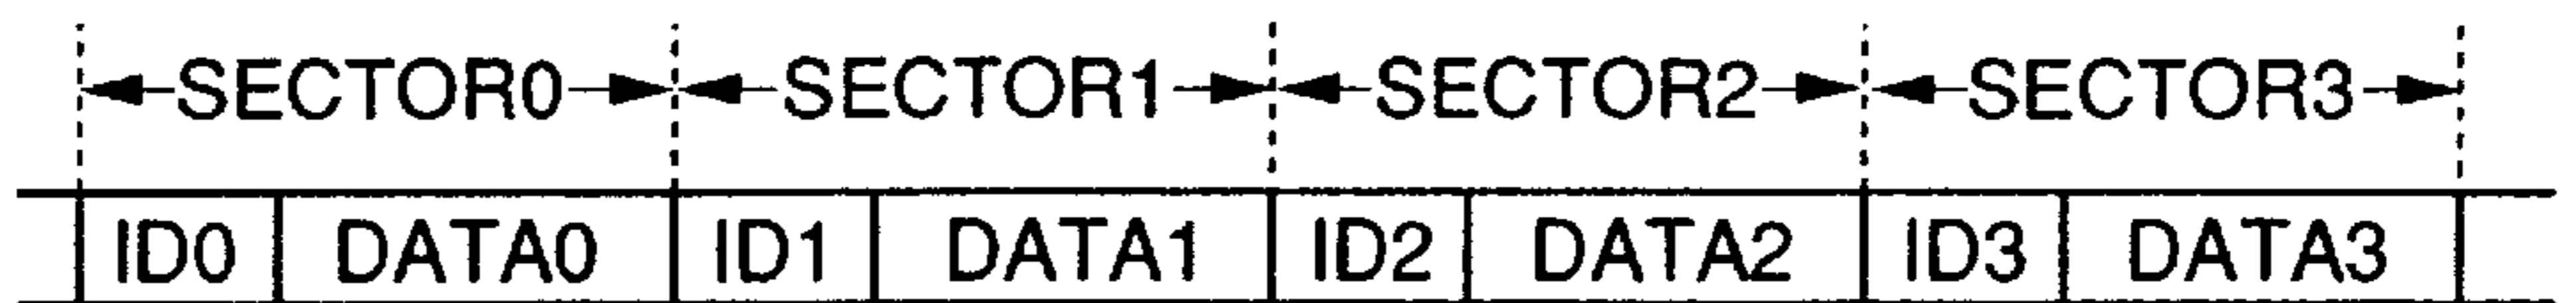 SECTOR0 SECTOR1 SECTOR2 SECTOR3
ID0 DATA0 ID1 DATA1 ID2 DATA2 ID3 DATA3